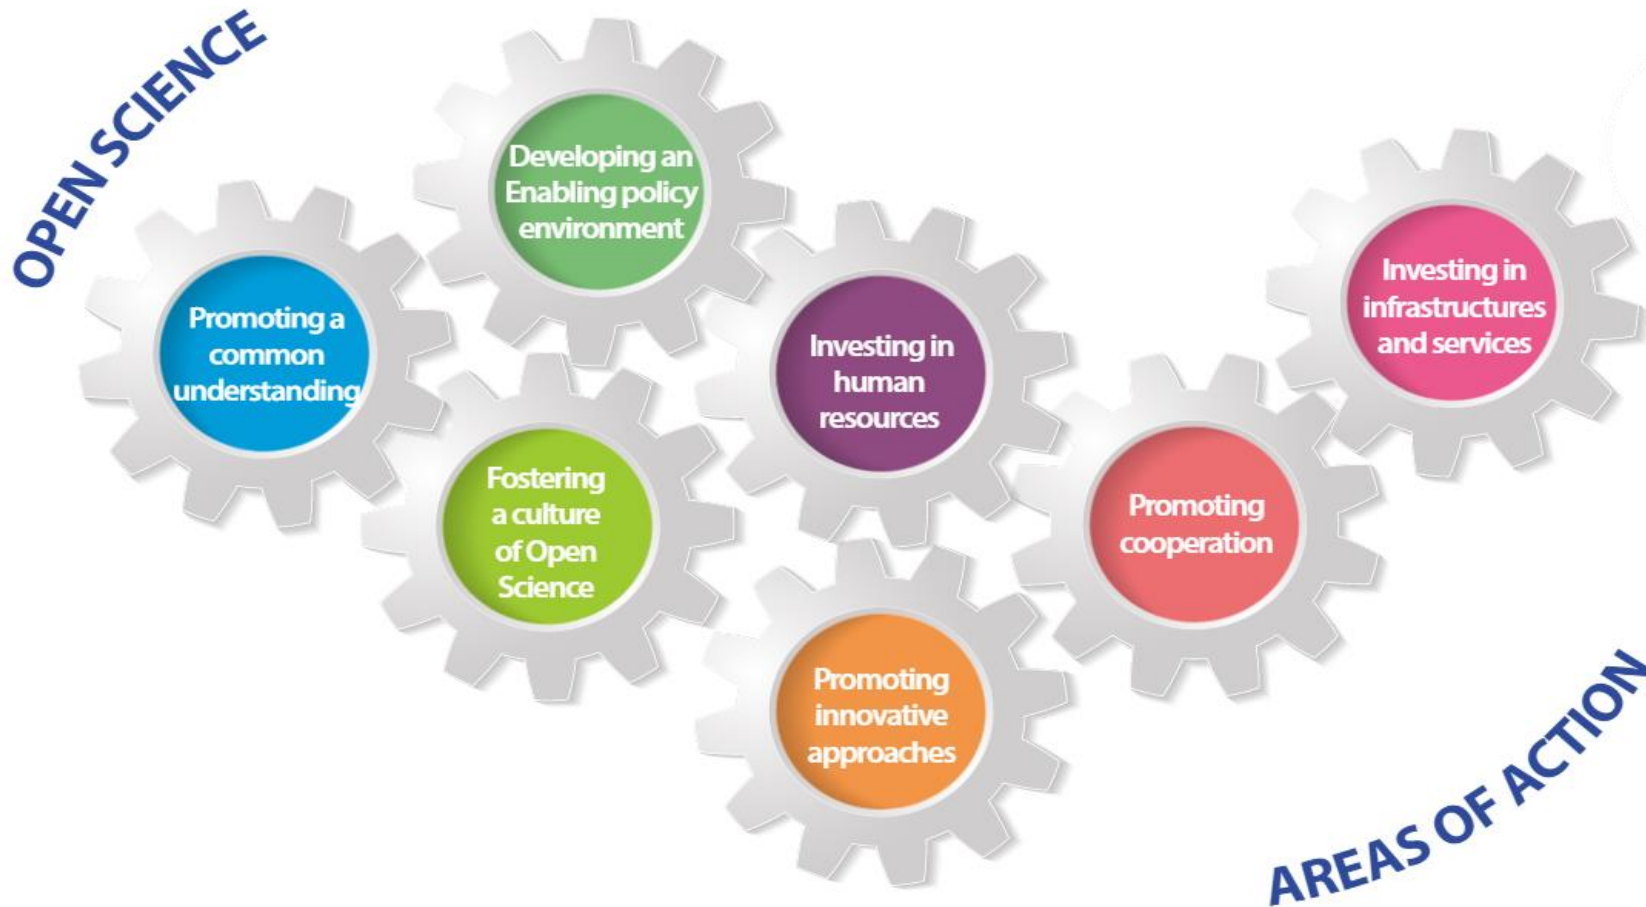 OPEN SCIENCE
Developing an
Enabling policy
environment
Promoting a
common
understanding
Investing in
human
resources
Investing in
infrastructures
and services
Fostering
a culture
of Open
Science
Promoting
cooperation
Promoting
innovative
approaches
AREAS OF ACTION